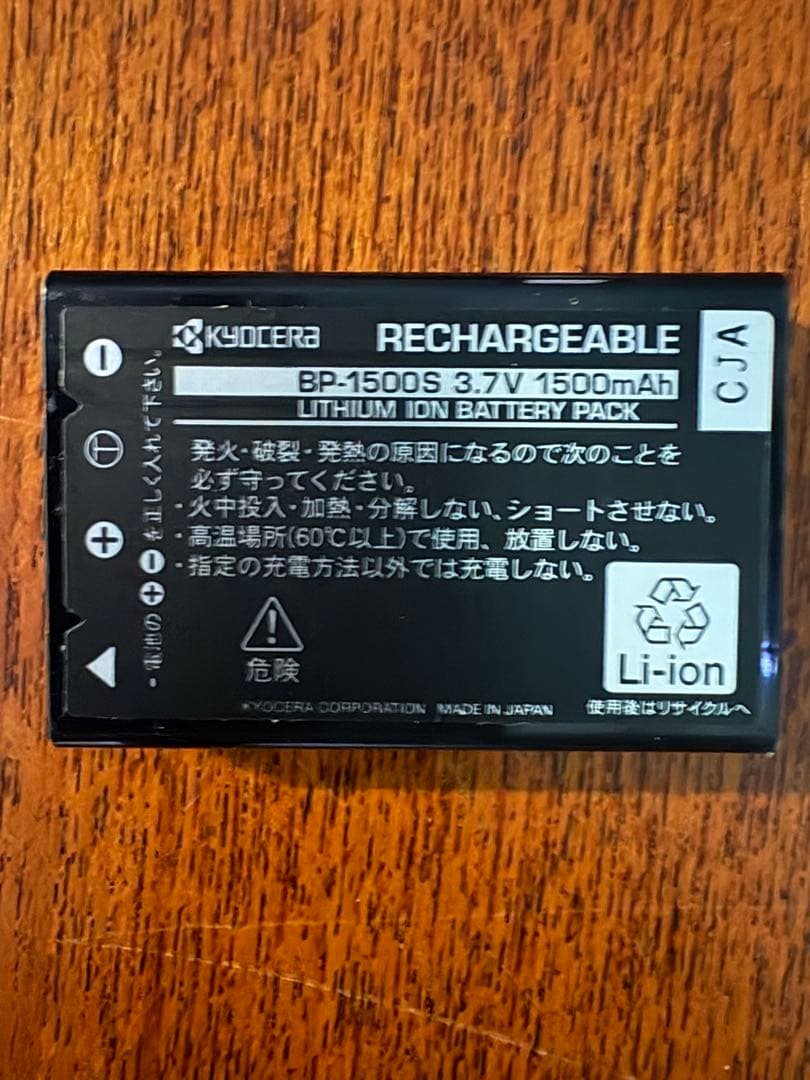 KYOCERA RECHARGEABLE
BP-1500S 3.7V 1500mAh
LITHIUM ION BATTERY PACK
CJA
発火・破裂・発熱の原因になるので次のことを
必ず守ってください。
・火中投入・加熱・分解しない、ショートさせない。
・高温場所(60℃以上)で使用、放置しない。
・指定の充電方法以外では充電しない。
・電池の⊕⊖を正しく入れて下さい。
危険
Li-ion
使用後はリサイクルへ
KYOCERA CORPORATION MADE IN JAPAN